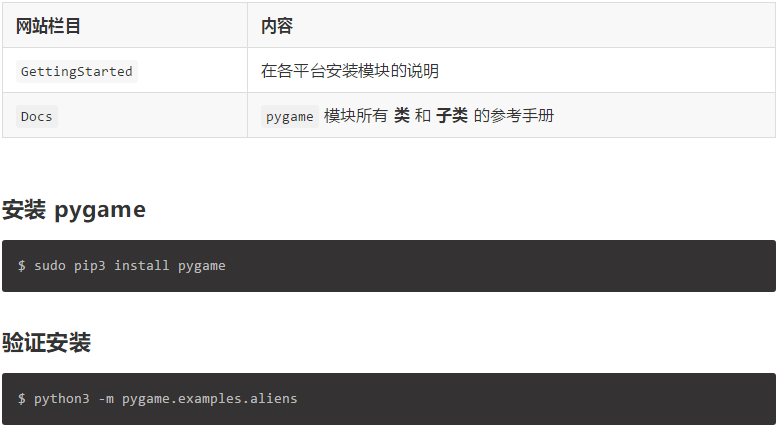 网站栏目 内容
GettingStarted 在各平台安装模块的说明
Docs pygame 模块所有 类 和 子类 的参考手册
安装 pygame
$ sudo pip3 install pygame
验证安装
$ python3 -m pygame.examples.aliens